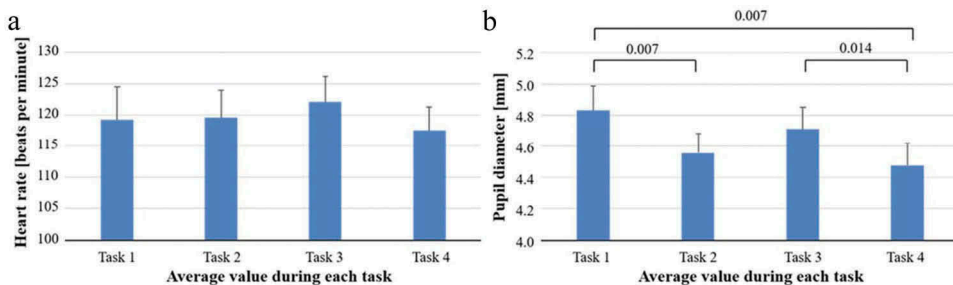 a
Heart rate [beats per minute]
130
125
120
115
110
105
100
Task 1 Task 2 Task 3 Task 4
Average value during each task
b
0.007
0.007 0.014
Pupil diameter [mm]
5.2
5.0
4.8
4.6
4.4
4.2
4.0
Task 1 Task 2 Task 3 Task 4
Average value during each task